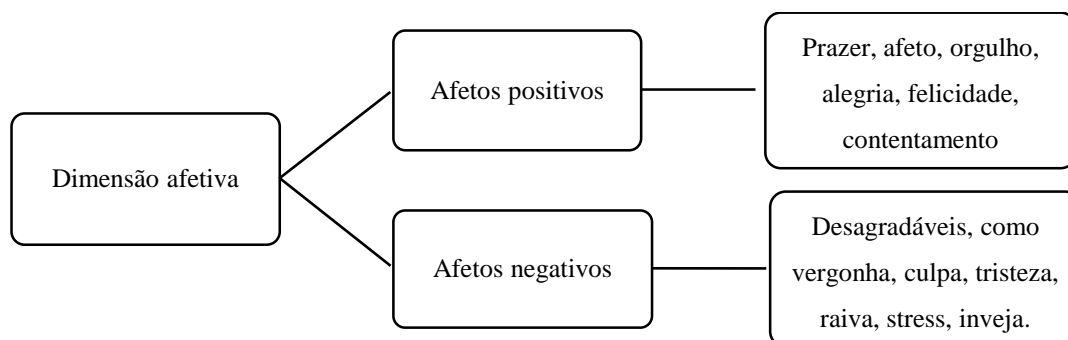 Dimensão afetiva
Afetos positivos
Prazer, afeto, orgulho,
alegria, felicidade,
contentamento
Afetos negativos
Desagradáveis, como
vergonha, culpa, tristeza,
raiva, stress, inveja.